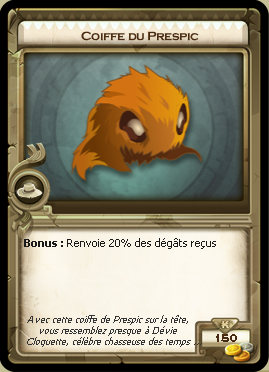 Coiffe du Prespic
Bonus : Renvoie 20% des dégâts reçus
Avec cette coiffe de Prespic sur la tête,
vous ressemblez presque à Dévie
Cloquette, célèbre chasseuse des temps
K
150